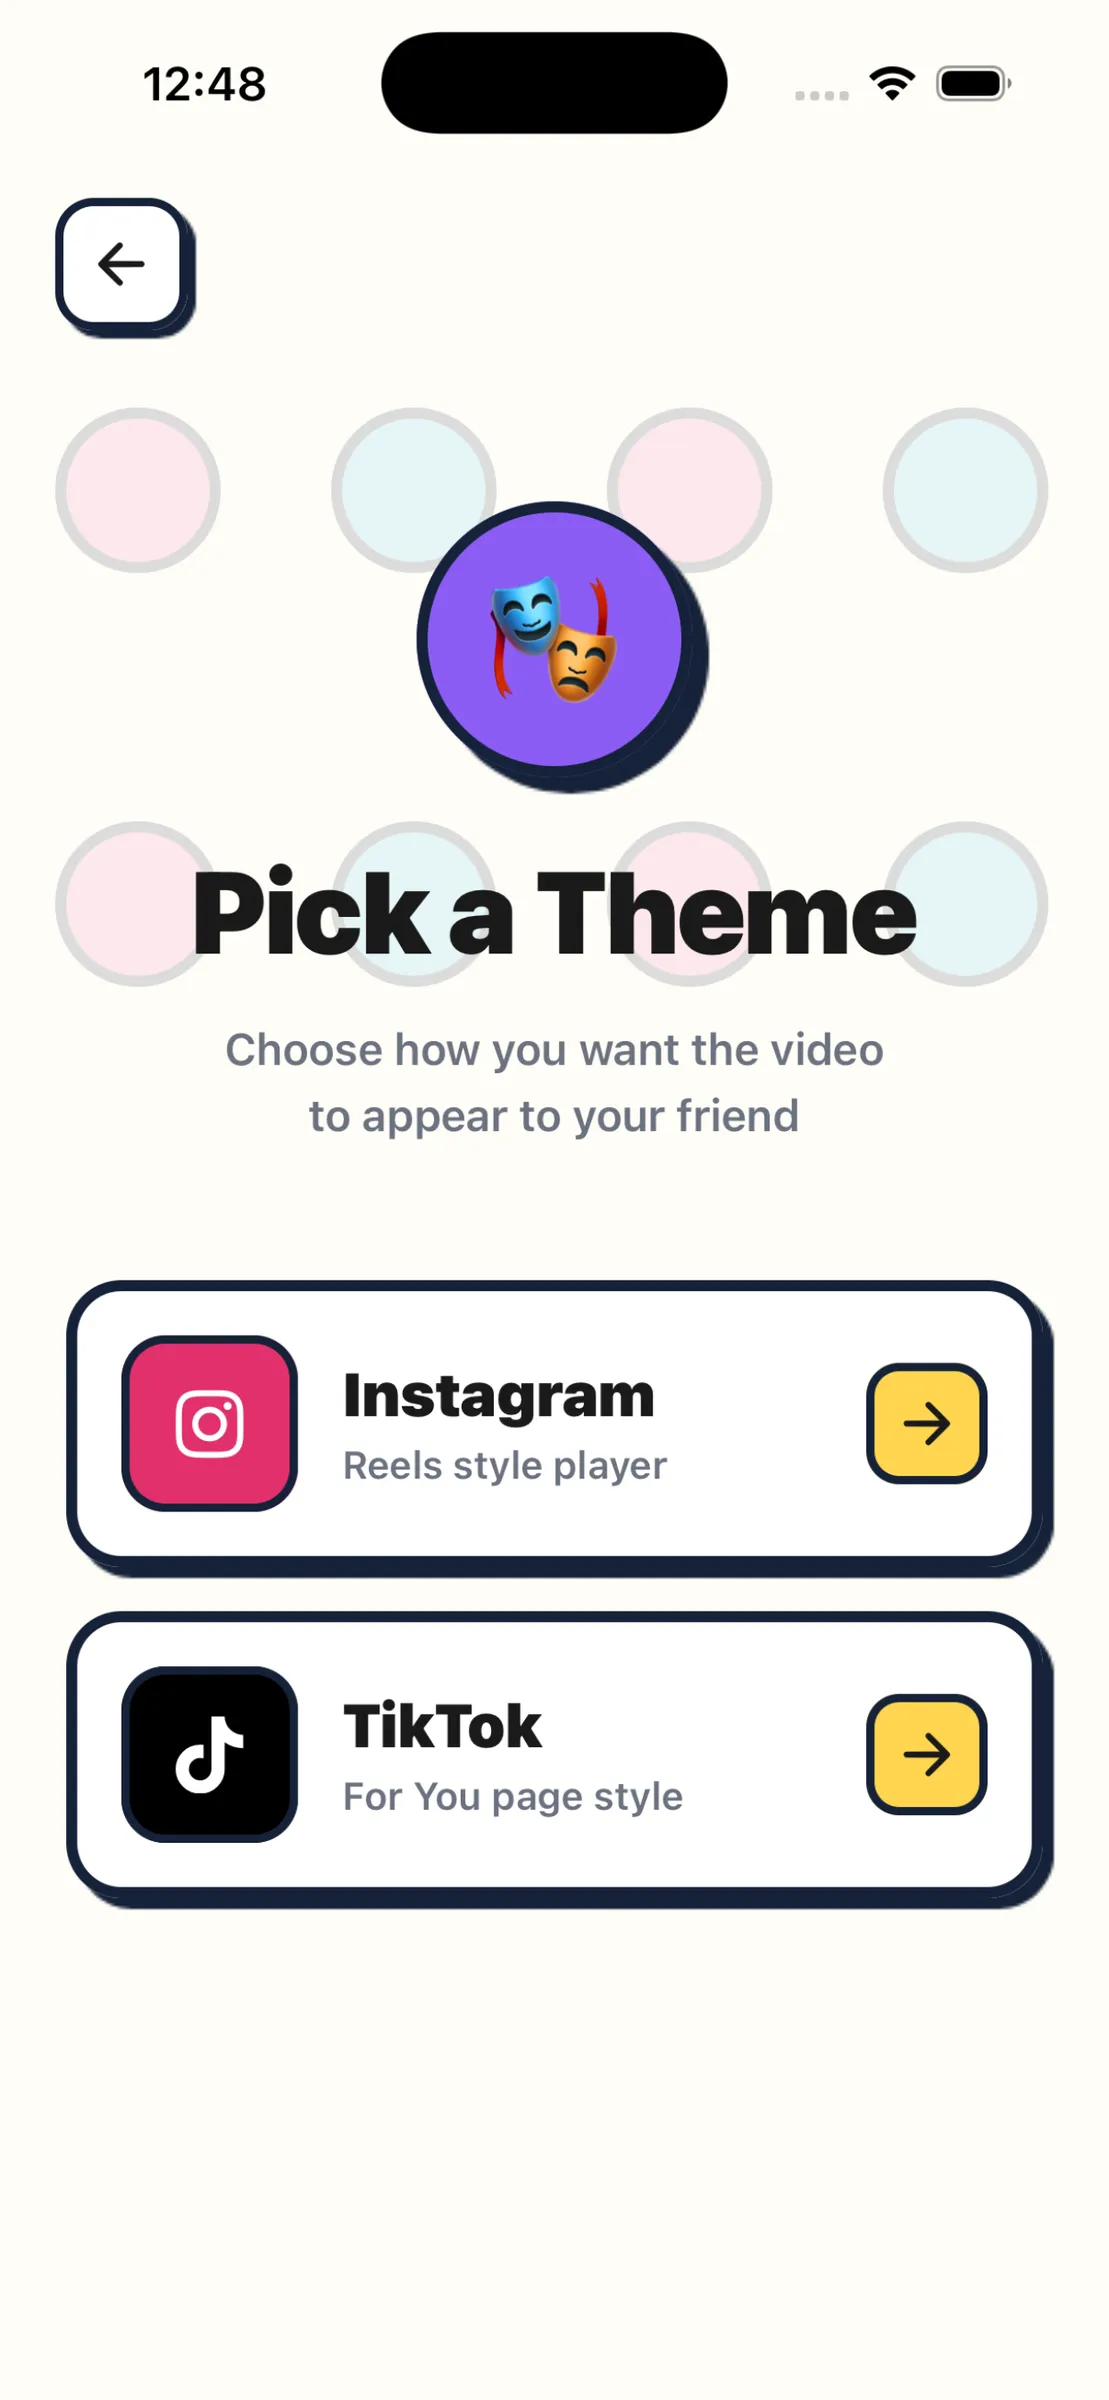 12:48
Pick a Theme
Choose how you want the video
to appear to your friend
Instagram
Reels style player
TikTok
For You page style